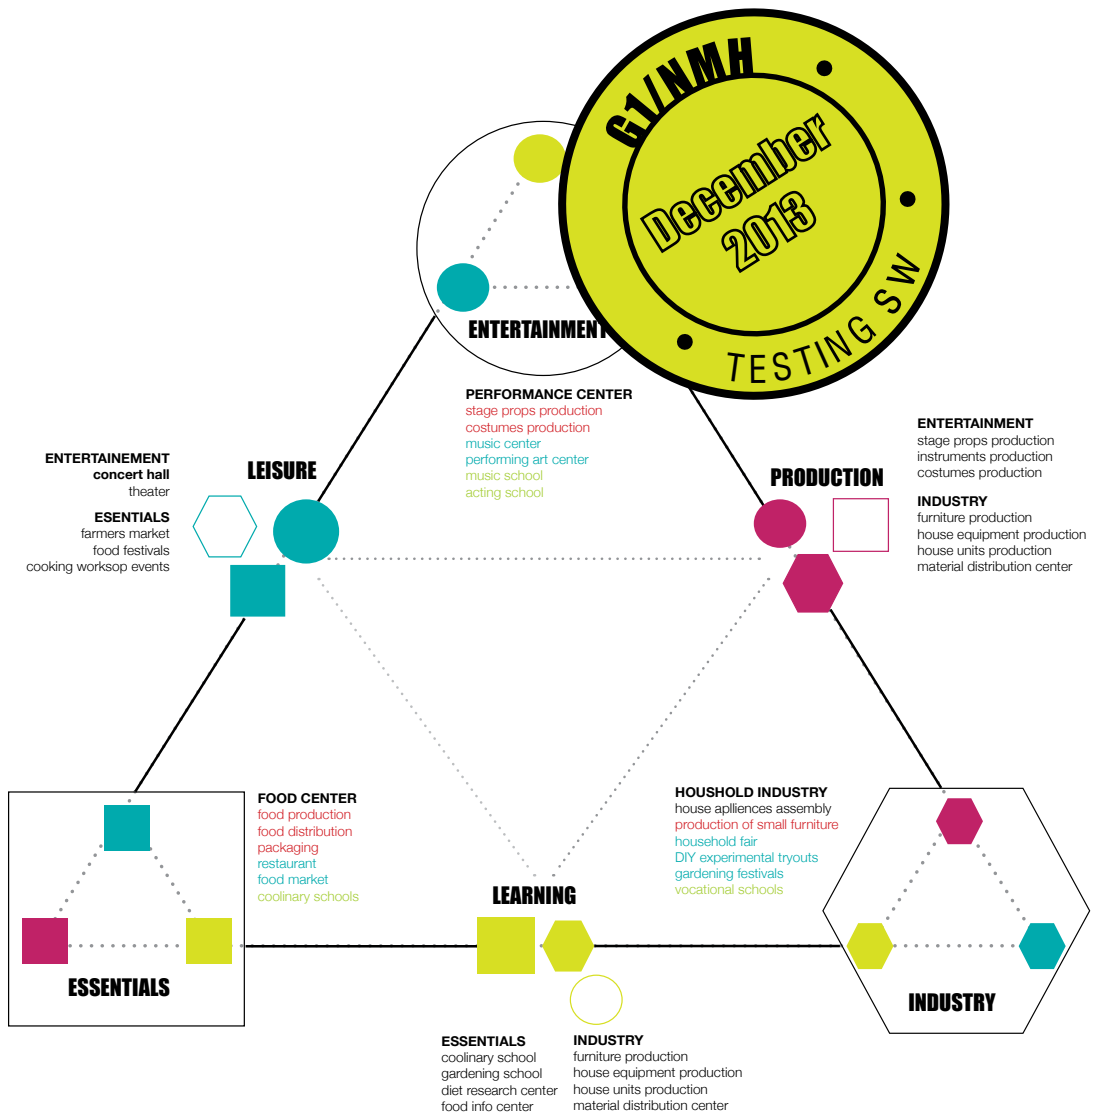 G1/NMH
December
2013
TESTING SW
ENTERTAINMENT
PERFORMANCE CENTER
stage props production
costumes production
music center
performing art center
music school
acting school
ENTERTAINEMENT
concert hall
theater
ESENTIALS
farmers market
food festivals
cooking worksop events
LEISURE
PRODUCTION
ENTERTAINMENT
stage props production
instruments production
costumes production
INDUSTRY
furniture production
house equipment production
house units production
material distribution center
FOOD CENTER
food production
food distribution
packaging
restaurant
food market
coolinary schools
HOUSHOLD INDUSTRY
house aplliences assembly
production of small furniture
household fair
DIY experimental tryouts
gardening festivals
vocational schools
LEARNING
ESSENTIALS
INDUSTRY
ESSENTIALS
coolinary school
gardening school
diet research center
food info center
INDUSTRY
furniture production
house equipment production
house units production
material distribution center